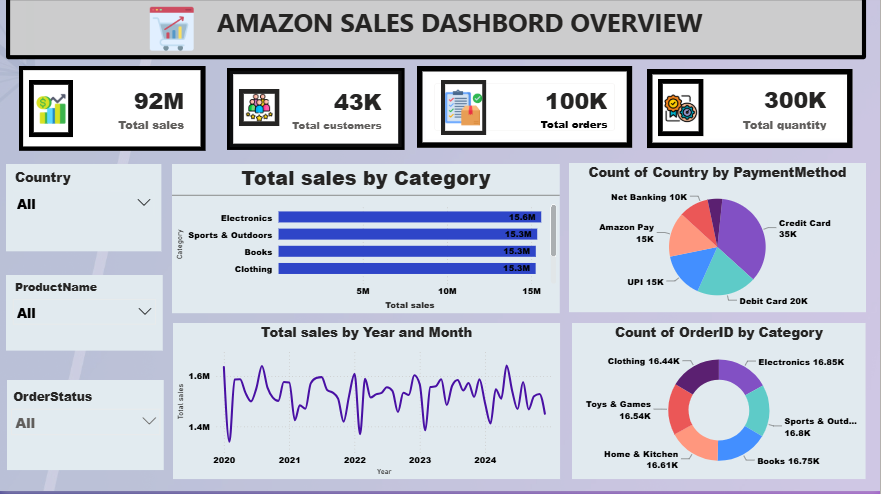 AMAZON SALES DASHBORD OVERVIEW
92M
Total sales
43K
Total customers
100K
Total orders
300K
Total quantity
Country
All
ProductName
All
OrderStatus
All
Total sales by Category
Category
Electronics
15.6M
Sports & Outdoors
15.3M
Books
15.3M
Clothing
15.3M
5M
10M
15M
Total sales
Count of Country by PaymentMethod
Net Banking 10K
Credit Card
35K
Amazon Pay
15K
UPI 15K
Debit Card 20K
Total sales by Year and Month
Total sales
1.6M
1.4M
2020
2021
2022
2023
2024
Year
Count of OrderID by Category
Clothing 16.44K
Electronics 16.85K
Toys & Games
16.54K
Sports & Outd...
16.8K
Home & Kitchen
16.61K
Books 16.75K